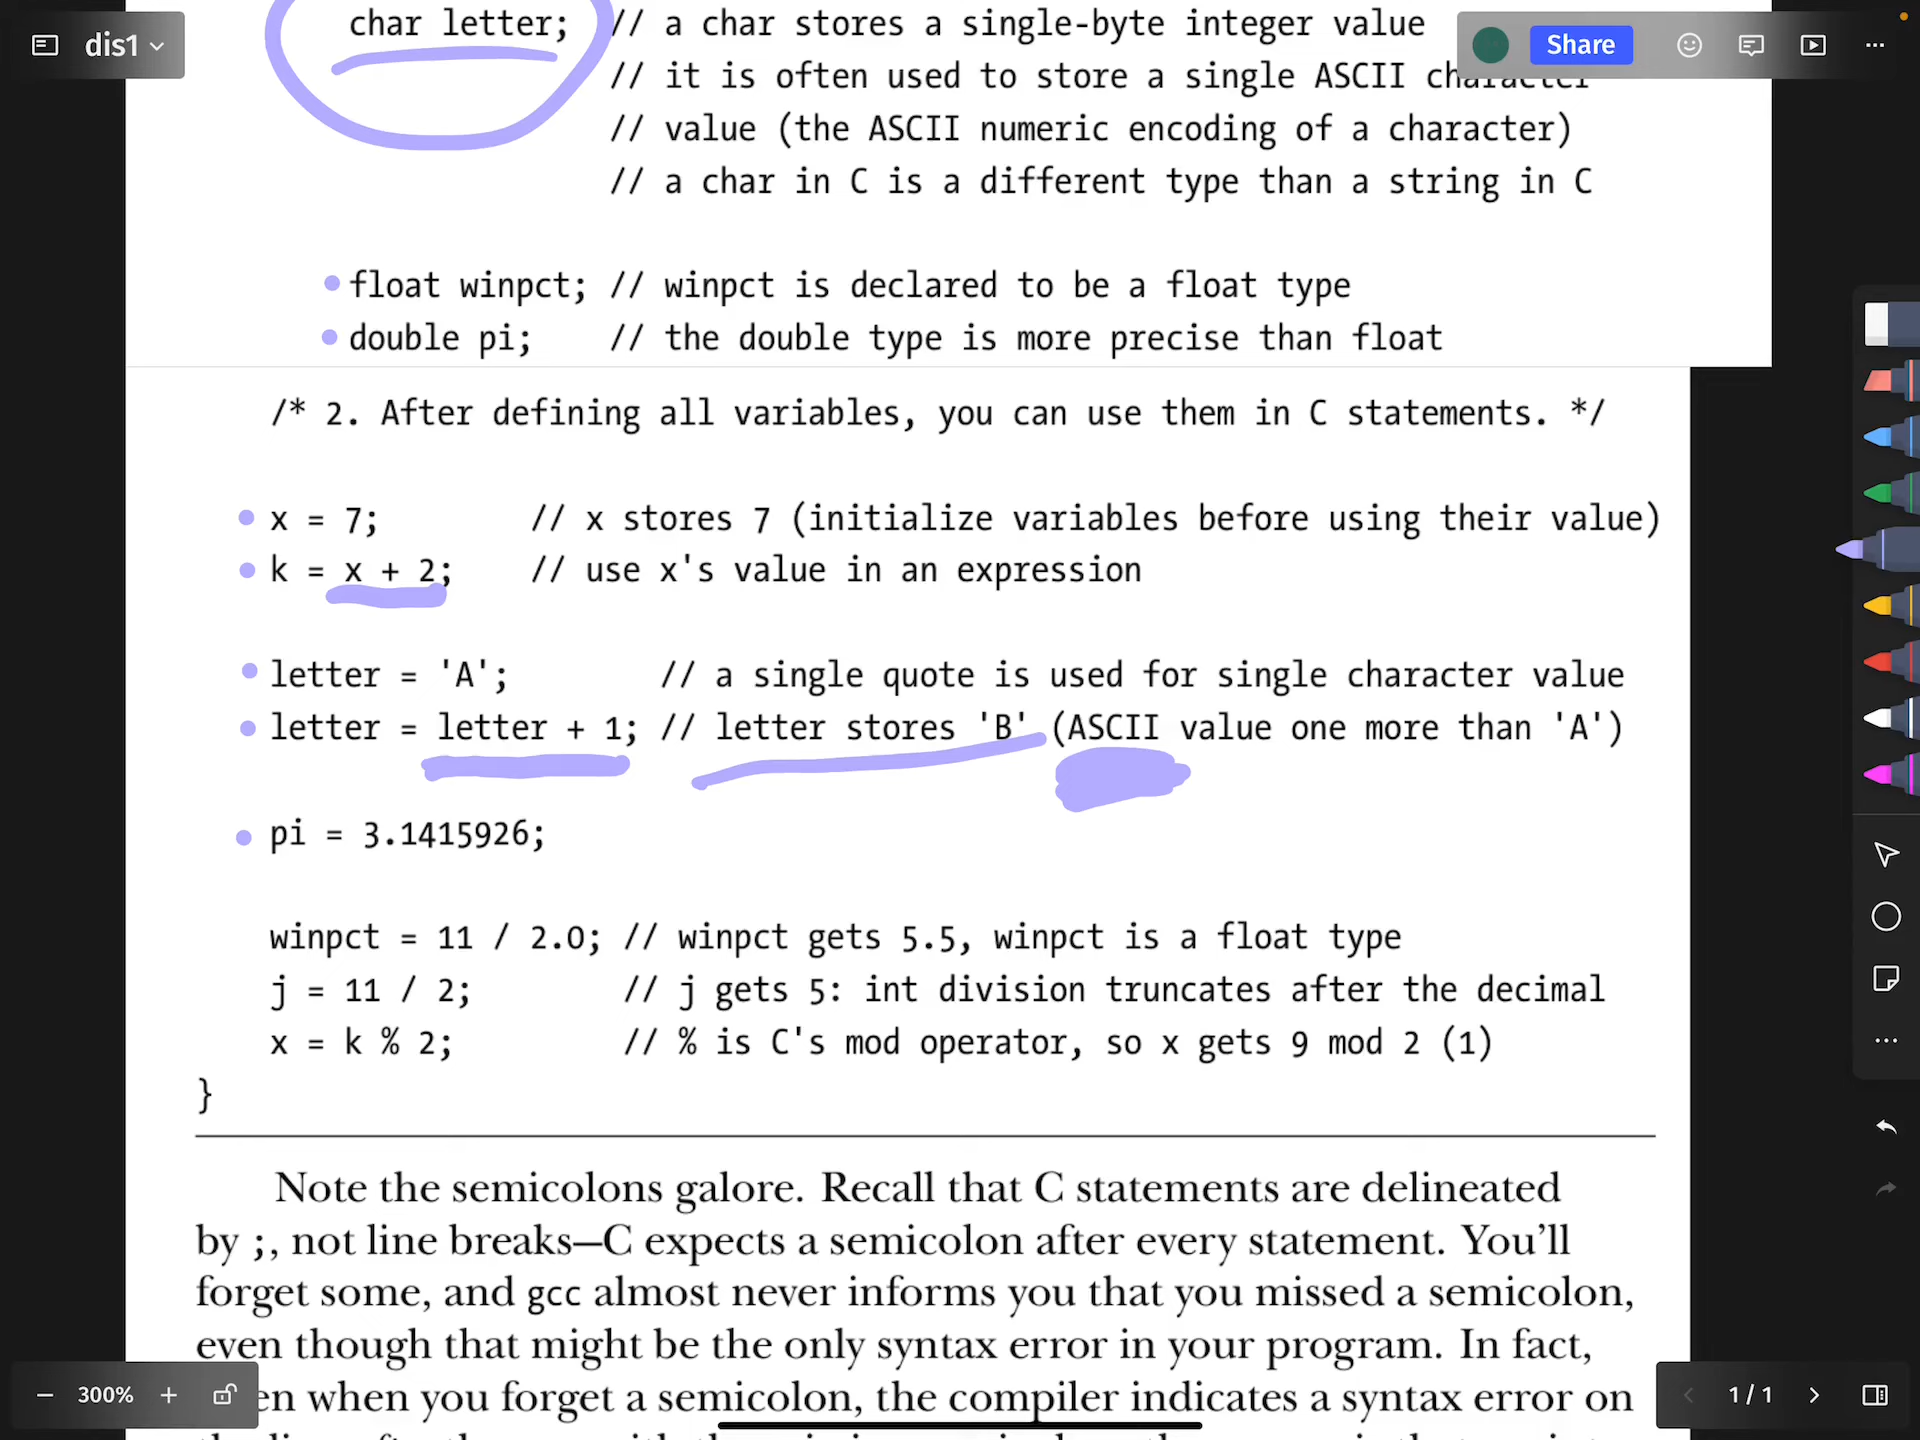 dis1
Share
char letter; // a char stores a single-byte integer value
// it is often used to store a single ASCII character
// value (the ASCII numeric encoding of a character)
// a char in C is a different type than a string in C
float winpct; // winpct is declared to be a float type
double pi; // the double type is more precise than float
/* 2. After defining all variables, you can use them in C statements. */
x = 7; // x stores 7 (initialize variables before using their value)
k = x + 2; // use x's value in an expression
letter = 'A'; // a single quote is used for single character value
letter = letter + 1; // letter stores 'B' (ASCII value one more than 'A')
pi = 3.1415926;
winpct = 11 / 2.0; // winpct gets 5.5, winpct is a float type
j = 11 / 2; // j gets 5: int division truncates after the decimal
x = k % 2; // % is C's mod operator, so x gets 9 mod 2 (1)
}
Note the semicolons galore. Recall that C statements are delineated
by ;, not line breaks—C expects a semicolon after every statement. You'll
forget some, and gcc almost never informs you that you missed a semicolon,
even though that might be the only syntax error in your program. In fact,
en when you forget a semicolon, the compiler indicates a syntax error on
300%
1 / 1